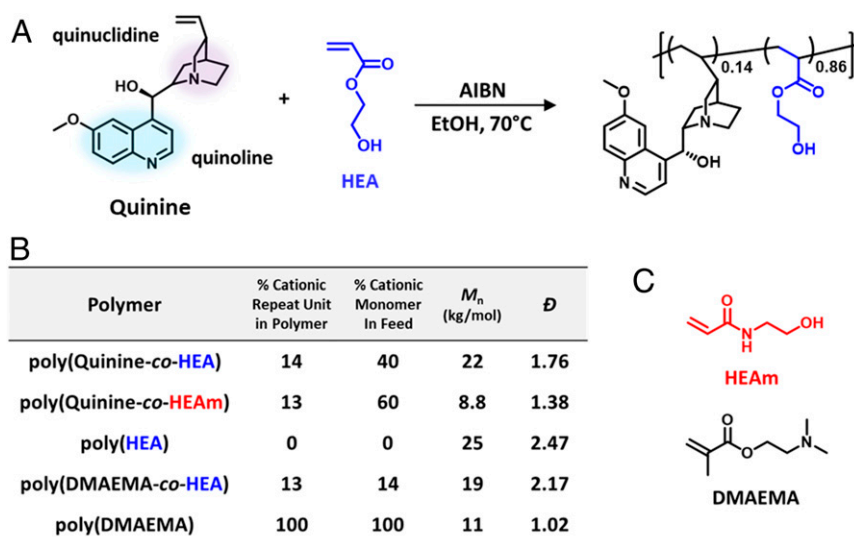 A
quinuclidine
HO
N
O
N
quinoline
Quinine
+
O
O
OH
HEA
AIBN
EtOH, 70°C
0.14
0.86
O
N
OH
N
O
O
OH
B
Polymer
% Cationic
Repeat Unit
in Polymer
% Cationic
Monomer
In Feed
Mn
(kg/mol)
Đ
poly(Quinine-co-HEA) 14 40 22 1.76
poly(Quinine-co-HEAm) 13 60 8.8 1.38
poly(HEA) 0 0 25 2.47
poly(DMAEMA-co-HEA) 13 14 19 2.17
poly(DMAEMA) 100 100 11 1.02
C
O
N
H
OH
HEAm
O
O
N
DMAEMA